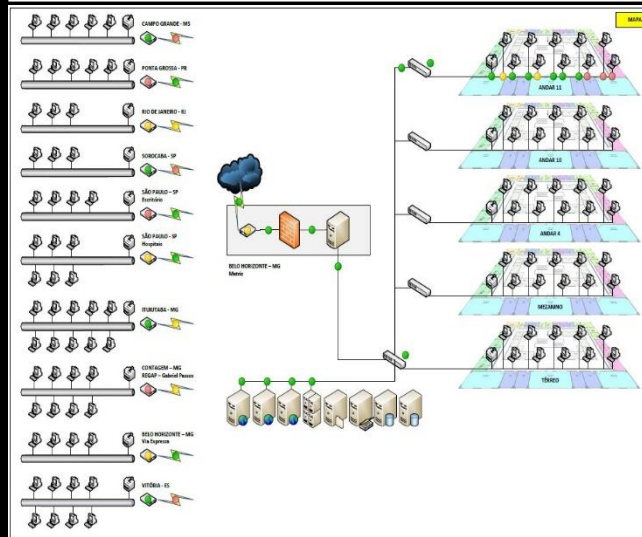 CAMPO GRANDE - MS
PONTA GROSSA - PR
RIO DE JANEIRO - RJ
SOROCABA - SP
SÃO PAULO - SP
Escritório
SÃO PAULO - SP
Hospitais
ITUIUTABA - MG
CONTAGEM - MG
REGAP - Gabriel Passos
BELO HORIZONTE - MG
Via Expressa
VITÓRIA - ES
BELO HORIZONTE - MG
Matriz
MAPA
ANDAR 11
ANDAR 10
ANDAR 4
MEZANINO
TÉRREO